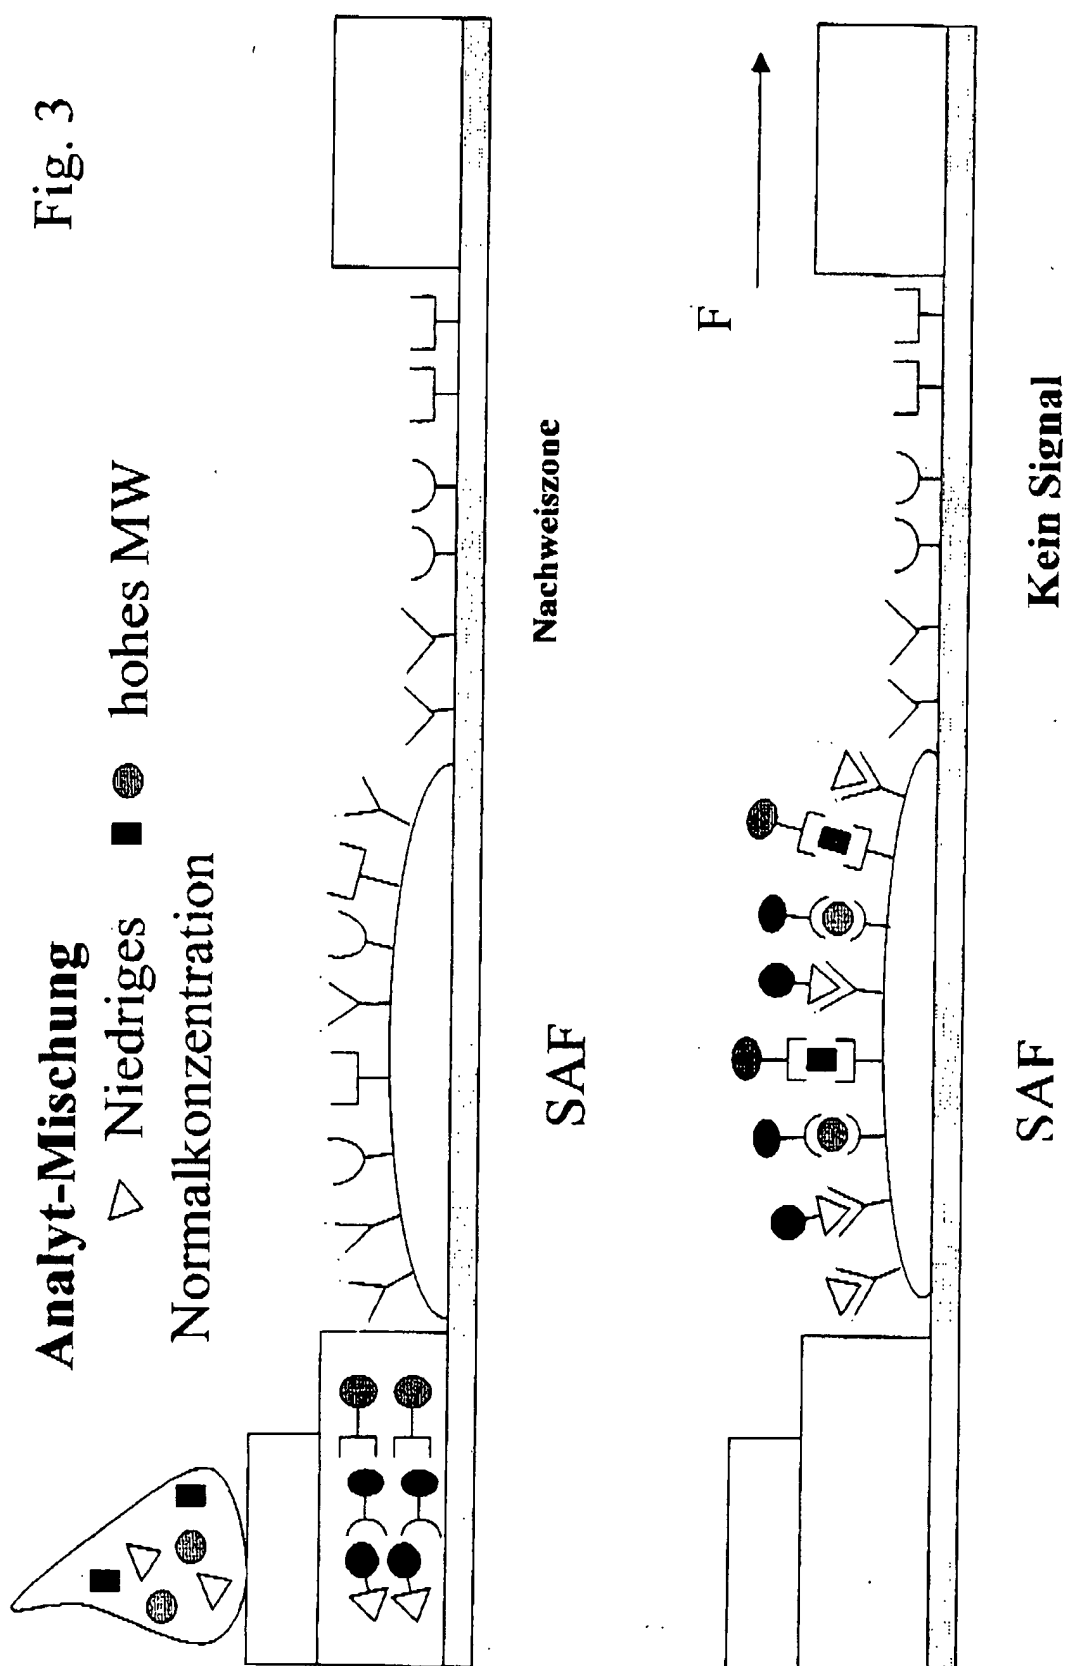 Fig. 3
Analyt-Mischung
Niedriges hohes MW
Normalkonzentration
Nachweiszone
SAF
F
Kein Signal
SAF